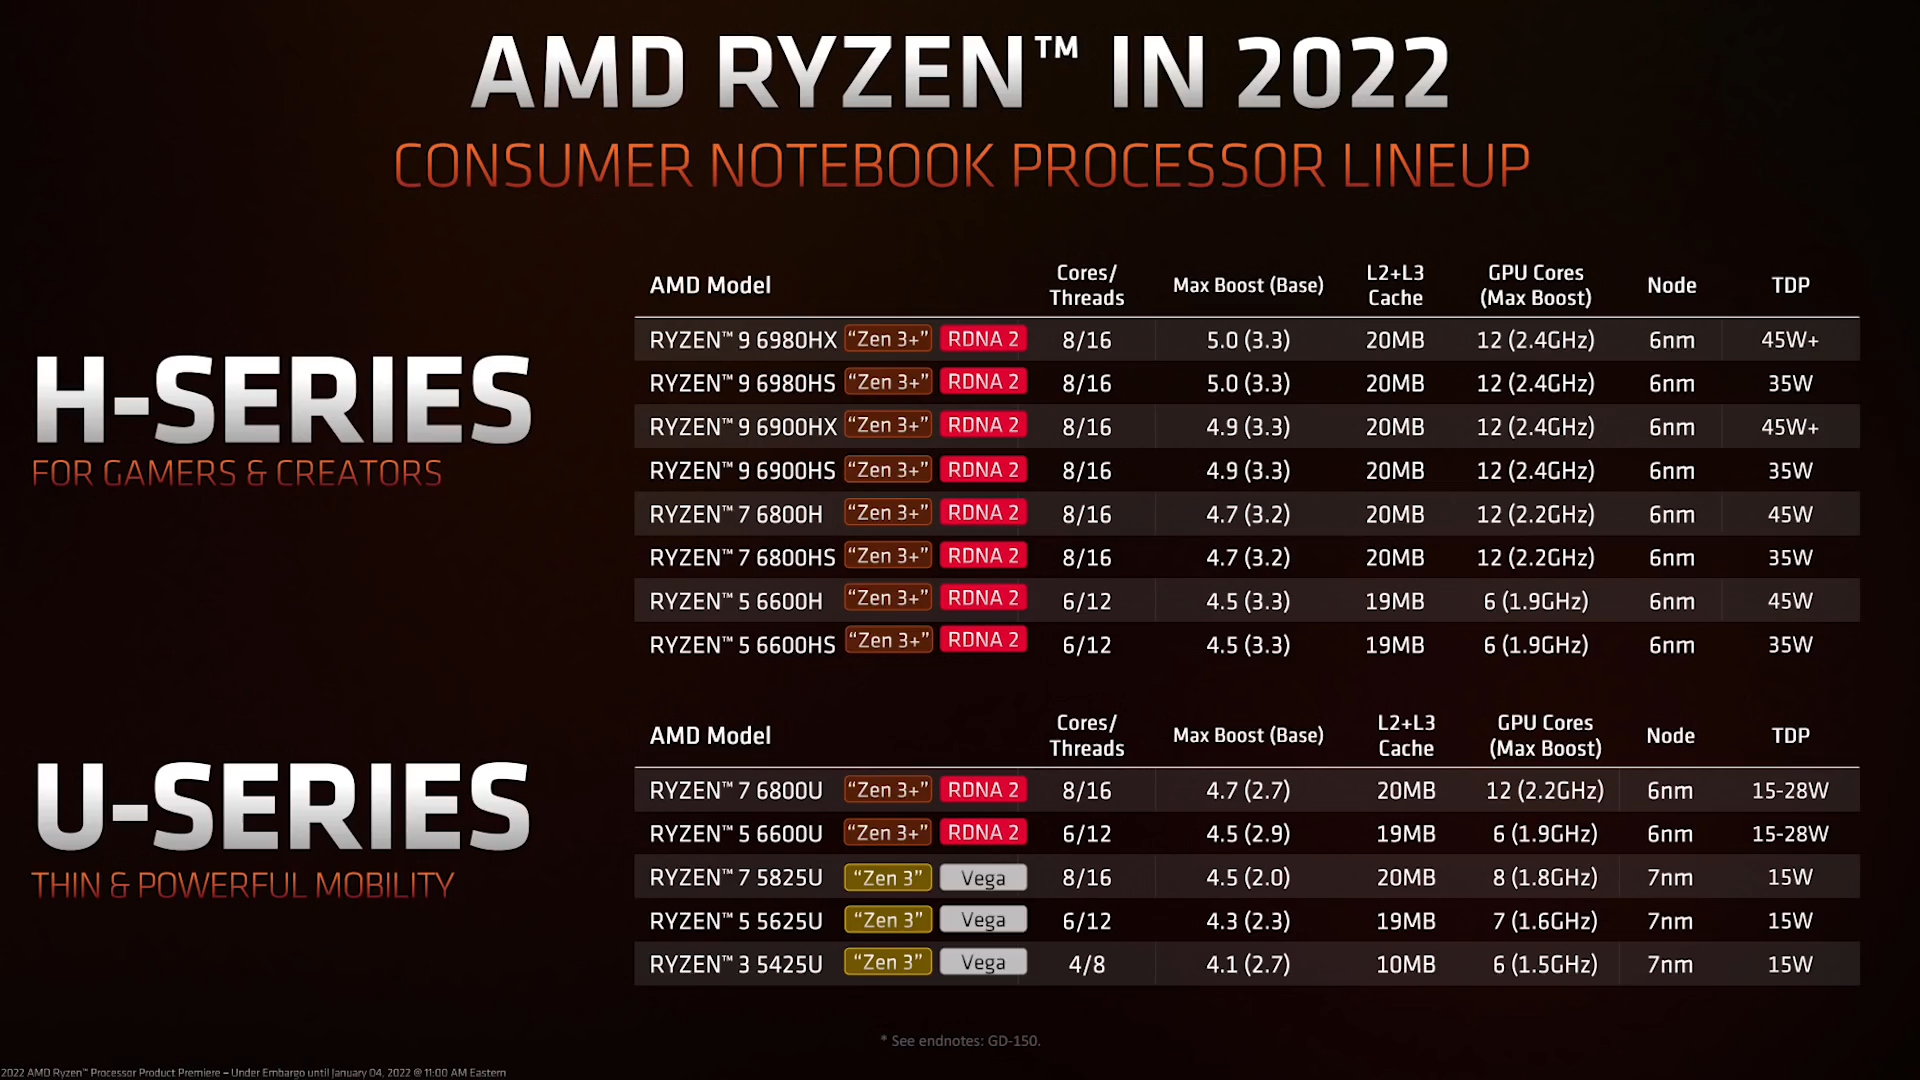 AMD RYZEN™ IN 2022
CONSUMER NOTEBOOK PROCESSOR LINEUP
H-SERIES
FOR GAMERS & CREATORS
AMD Model Cores/Threads Max Boost (Base) L2+L3 Cache GPU Cores (Max Boost) Node TDP
RYZEN™ 9 6980HX “Zen 3+” RDNA 2 8/16 5.0 (3.3) 20MB 12 (2.4GHz) 6nm 45W+
RYZEN™ 9 6980HS “Zen 3+” RDNA 2 8/16 5.0 (3.3) 20MB 12 (2.4GHz) 6nm 35W
RYZEN™ 9 6900HX “Zen 3+” RDNA 2 8/16 4.9 (3.3) 20MB 12 (2.4GHz) 6nm 45W+
RYZEN™ 9 6900HS “Zen 3+” RDNA 2 8/16 4.9 (3.3) 20MB 12 (2.4GHz) 6nm 35W
RYZEN™ 7 6800H “Zen 3+” RDNA 2 8/16 4.7 (3.2) 20MB 12 (2.2GHz) 6nm 45W
RYZEN™ 7 6800HS “Zen 3+” RDNA 2 8/16 4.7 (3.2) 20MB 12 (2.2GHz) 6nm 35W
RYZEN™ 5 6600H “Zen 3+” RDNA 2 6/12 4.5 (3.3) 19MB 6 (1.9GHz) 6nm 45W
RYZEN™ 5 6600HS “Zen 3+” RDNA 2 6/12 4.5 (3.3) 19MB 6 (1.9GHz) 6nm 35W
U-SERIES
THIN & POWERFUL MOBILITY
AMD Model Cores/Threads Max Boost (Base) L2+L3 Cache GPU Cores (Max Boost) Node TDP
RYZEN™ 7 6800U “Zen 3+” RDNA 2 8/16 4.7 (2.7) 20MB 12 (2.2GHz) 6nm 15-28W
RYZEN™ 5 6600U “Zen 3+” RDNA 2 6/12 4.5 (2.9) 19MB 6 (1.9GHz) 6nm 15-28W
RYZEN™ 7 5825U “Zen 3” Vega 8/16 4.5 (2.0) 20MB 8 (1.8GHz) 7nm 15W
RYZEN™ 5 5625U “Zen 3” Vega 6/12 4.3 (2.3) 19MB 7 (1.6GHz) 7nm 15W
RYZEN™ 3 5425U “Zen 3” Vega 4/8 4.1 (2.7) 10MB 6 (1.5GHz) 7nm 15W
* See endnotes: GD-150.
2022 AMD Ryzen™ Processor Product Premiere – Under Embargo until January 04, 2022 @ 11:00 AM Eastern